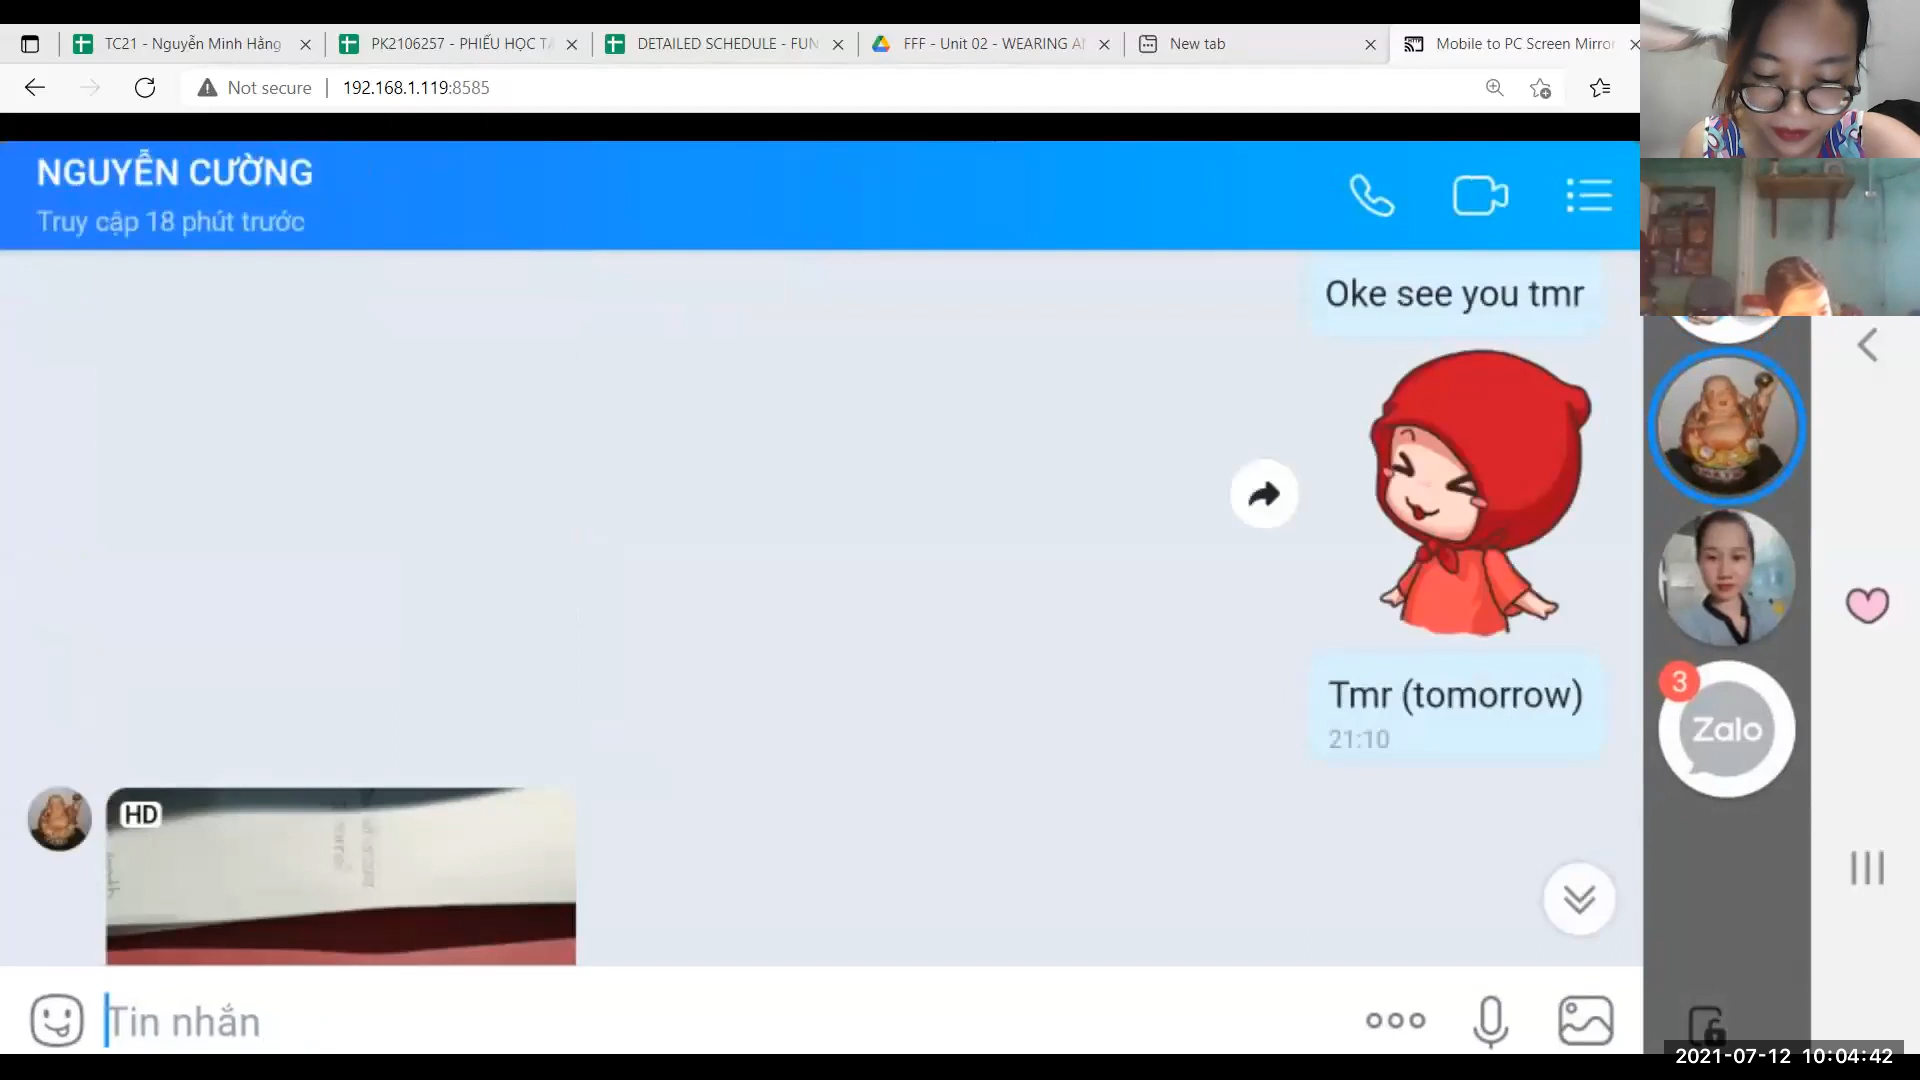 TC21 - Nguyễn Minh Hằng
PK2106257 - PHIẾU HỌC TẬ
DETAILED SCHEDULE - FUN
FFF - Unit 02 - WEARING AN
New tab
Mobile to PC Screen Mirror
Not secure
192.168.1.119:8585
NGUYỄN CƯỜNG
Truy cập 18 phút trước
Oke see you tmr
Tmr (tomorrow)
21:10
HD
3
Zalo
Tin nhắn
2021-07-12 10:04:42